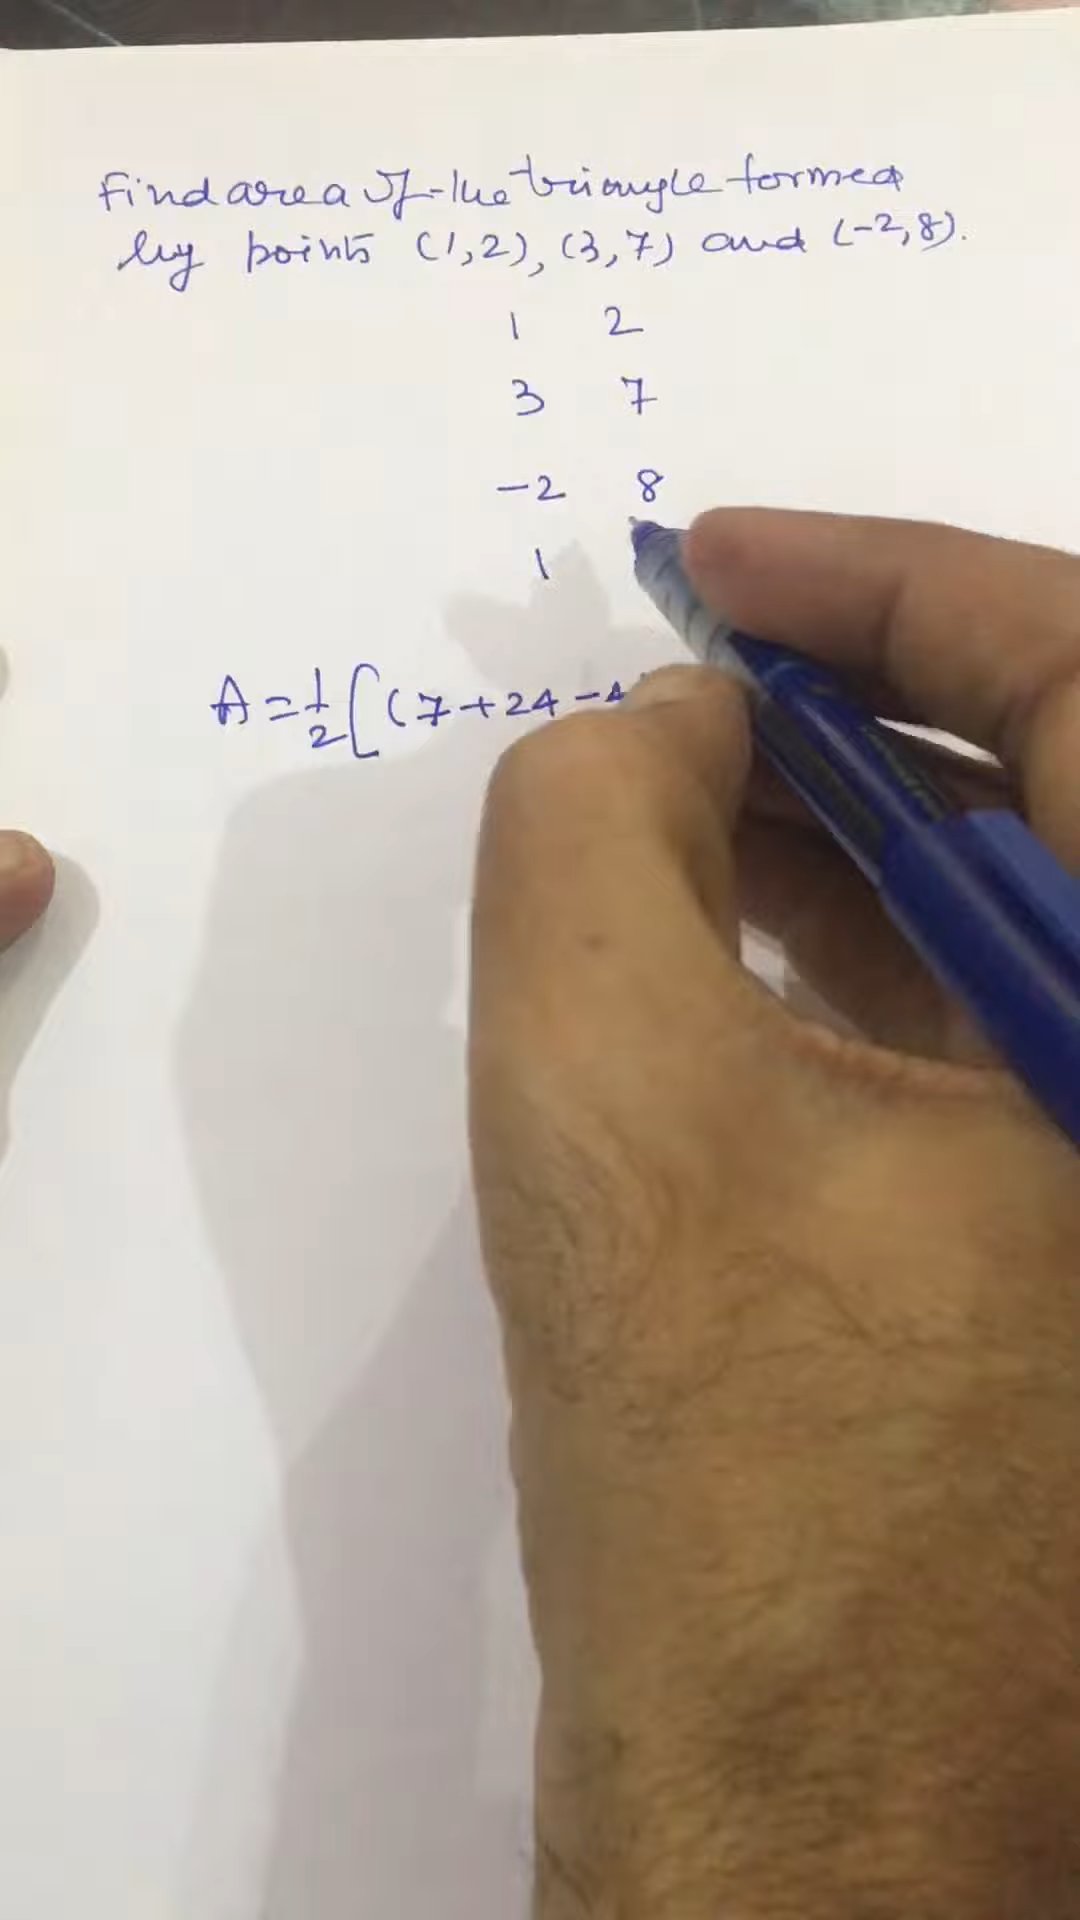 Find area of the triangle formed
by points (1,2), (3,7) and (-2,8).
1 2
3 7
-2 8
1
A = 1/2 [(7+24-4